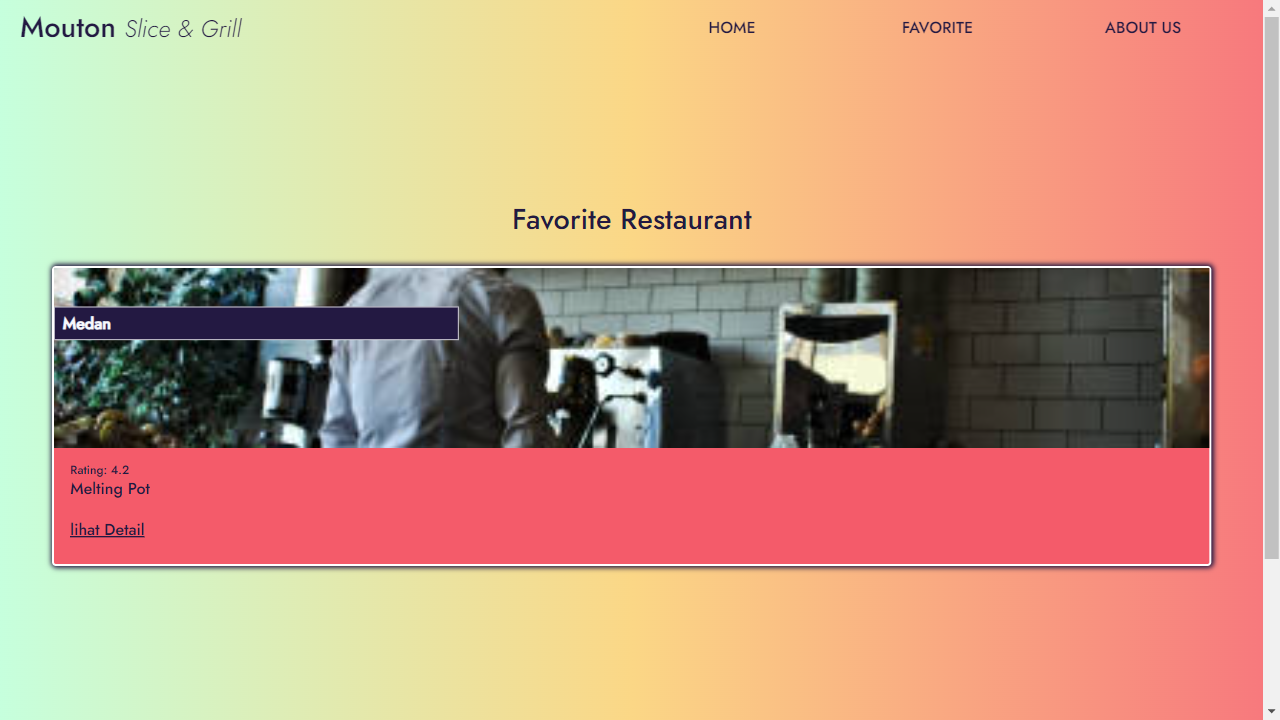 Mouton Slice & Grill
HOME
FAVORITE
ABOUT US
Favorite Restaurant
Medan
Rating: 4.2
Melting Pot
lihat Detail